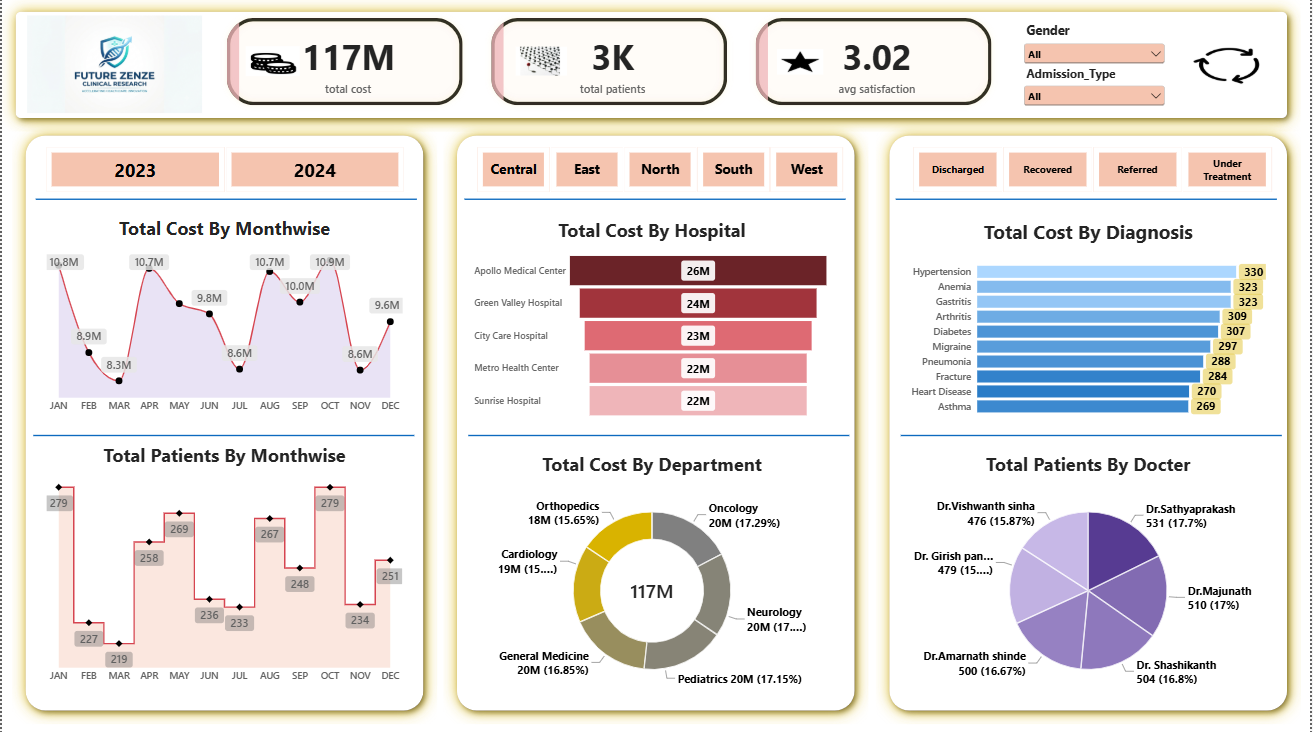 FUTURE ZENZE
CLINICAL RESEARCH
117M
total cost
3K
total patients
3.02
avg satisfaction
Gender
All
Admission_Type
All
2023
2024
Total Cost By Monthwise
10.8M
8.9M
8.3M
10.7M
9.8M
8.6M
10.7M
10.0M
10.9M
8.6M
9.6M
JAN FEB MAR APR MAY JUN JUL AUG SEP OCT NOV DEC
Total Patients By Monthwise
279
227
219
258
269
236
233
267
248
279
234
251
JAN FEB MAR APR MAY JUN JUL AUG SEP OCT NOV DEC
Central
East
North
South
West
Total Cost By Hospital
Apollo Medical Center 26M
Green Valley Hospital 24M
City Care Hospital 23M
Metro Health Center 22M
Sunrise Hospital 22M
Total Cost By Department
Orthopedics
18M (15.65%)
Oncology
20M (17.29%)
Cardiology
19M (15....)
117M
Neurology
20M (17....)
General Medicine
20M (16.85%)
Pediatrics 20M (17.15%)
Discharged
Recovered
Referred
Under
Treatment
Total Cost By Diagnosis
Hypertension 330
Anemia 323
Gastritis 323
Arthritis 309
Diabetes 307
Migraine 297
Pneumonia 288
Fracture 284
Heart Disease 270
Asthma 269
Total Patients By Docter
Dr.Vishwanth sinha
476 (15.87%)
Dr.Sathyaprakash
531 (17.7%)
Dr. Girish pan...
479 (15....)
Dr.Majunath
510 (17%)
Dr.Amarnath shinde
500 (16.67%)
Dr. Shashikanth
504 (16.8%)